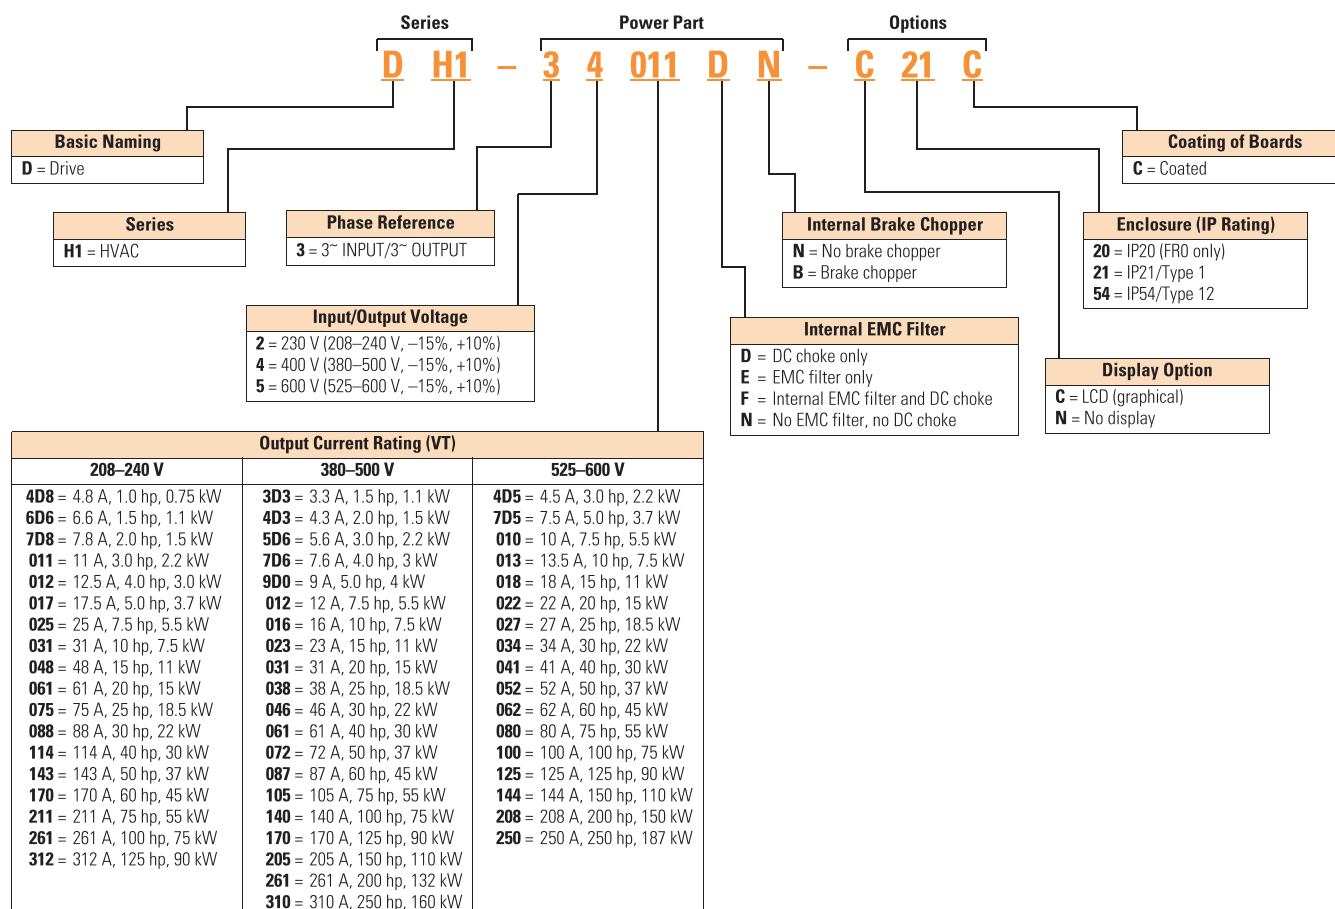 Series
Power Part
Options
D H1 – 3 4 011 D N – C 21 C
Basic Naming
D = Drive
Series
H1 = HVAC
Phase Reference
3 = 3~ INPUT/3~ OUTPUT
Input/Output Voltage
2 = 230 V (208–240 V, –15%, +10%)
4 = 400 V (380–500 V, –15%, +10%)
5 = 600 V (525–600 V, –15%, +10%)
Internal Brake Chopper
N = No brake chopper
B = Brake chopper
Internal EMC Filter
D = DC choke only
E = EMC filter only
F = Internal EMC filter and DC choke
N = No EMC filter, no DC choke
Coating of Boards
C = Coated
Enclosure (IP Rating)
20 = IP20 (FR0 only)
21 = IP21/Type 1
54 = IP54/Type 12
Display Option
C = LCD (graphical)
N = No display
Output Current Rating (VT)
208–240 V
4D8 = 4.8 A, 1.0 hp, 0.75 kW
6D6 = 6.6 A, 1.5 hp, 1.1 kW
7D8 = 7.8 A, 2.0 hp, 1.5 kW
011 = 11 A, 3.0 hp, 2.2 kW
012 = 12.5 A, 4.0 hp, 3.0 kW
017 = 17.5 A, 5.0 hp, 3.7 kW
025 = 25 A, 7.5 hp, 5.5 kW
031 = 31 A, 10 hp, 7.5 kW
048 = 48 A, 15 hp, 11 kW
061 = 61 A, 20 hp, 15 kW
075 = 75 A, 25 hp, 18.5 kW
088 = 88 A, 30 hp, 22 kW
114 = 114 A, 40 hp, 30 kW
143 = 143 A, 50 hp, 37 kW
170 = 170 A, 60 hp, 45 kW
211 = 211 A, 75 hp, 55 kW
261 = 261 A, 100 hp, 75 kW
312 = 312 A, 125 hp, 90 kW
380–500 V
3D3 = 3.3 A, 1.5 hp, 1.1 kW
4D3 = 4.3 A, 2.0 hp, 1.5 kW
5D6 = 5.6 A, 3.0 hp, 2.2 kW
7D6 = 7.6 A, 4.0 hp, 3 kW
9D0 = 9 A, 5.0 hp, 4 kW
012 = 12 A, 7.5 hp, 5.5 kW
016 = 16 A, 10 hp, 7.5 kW
023 = 23 A, 15 hp, 11 kW
031 = 31 A, 20 hp, 15 kW
038 = 38 A, 25 hp, 18.5 kW
046 = 46 A, 30 hp, 22 kW
061 = 61 A, 40 hp, 30 kW
072 = 72 A, 50 hp, 37 kW
087 = 87 A, 60 hp, 45 kW
105 = 105 A, 75 hp, 55 kW
140 = 140 A, 100 hp, 75 kW
170 = 170 A, 125 hp, 90 kW
205 = 205 A, 150 hp, 110 kW
261 = 261 A, 200 hp, 132 kW
310 = 310 A, 250 hp, 160 kW
525–600 V
4D5 = 4.5 A, 3.0 hp, 2.2 kW
7D5 = 7.5 A, 5.0 hp, 3.7 kW
010 = 10 A, 7.5 hp, 5.5 kW
013 = 13.5 A, 10 hp, 7.5 kW
018 = 18 A, 15 hp, 11 kW
022 = 22 A, 20 hp, 15 kW
027 = 27 A, 25 hp, 18.5 kW
034 = 34 A, 30 hp, 22 kW
041 = 41 A, 40 hp, 30 kW
052 = 52 A, 50 hp, 37 kW
062 = 62 A, 60 hp, 45 kW
080 = 80 A, 75 hp, 55 kW
100 = 100 A, 100 hp, 75 kW
125 = 125 A, 125 hp, 90 kW
144 = 144 A, 150 hp, 110 kW
208 = 208 A, 200 hp, 150 kW
250 = 250 A, 250 hp, 187 kW